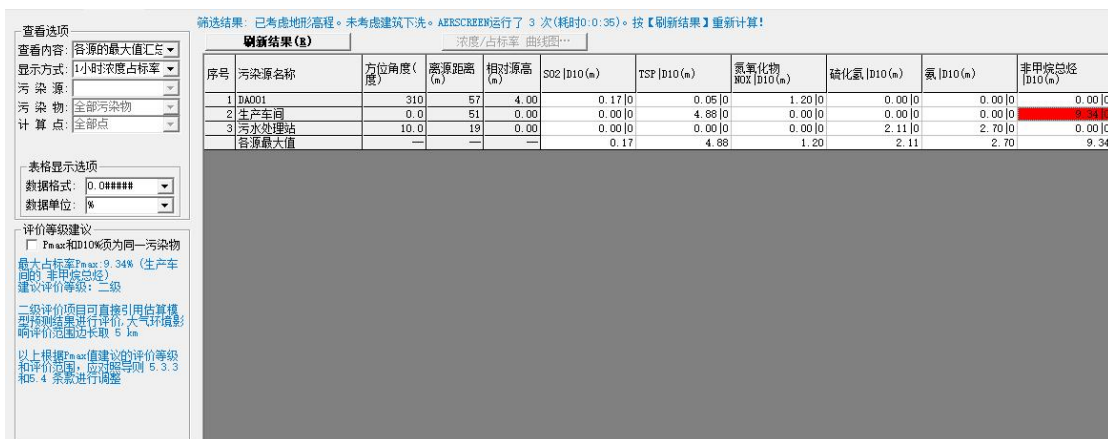 筛选结果: 已考虑地形高程。未考虑建筑下洗。AERSCREEN运行了 3 次(耗时0:0:35)。按【刷新结果】重新计算!
刷新结果(R)
浓度/占标率 曲线图…
查看选项
查看内容: 各源的最大值汇总
显示方式: 1小时浓度占标率
污 染 源:
污 染 物: 全部污染物
计 算 点: 全部点
表格显示选项
数据格式: 0.0#####
数据单位: %
评价等级建议
Pmax和D10%须为同一污染物
最大占标率Pmax:9.34% (生产车
间的 非甲烷总烃)
建议评价等级: 二级
二级评价项目可直接引用估算模
型预测结果进行评价,大气环境影
响评价范围边长取 5 km
以上根据Pmax值建议的评价等级
和评价范围,应对照导则 5.3.3
和5.4 条款进行调整
序号 污染源名称 方位角度(度) 离源距离(m) 相对源高(m) SO2|D10(m) TSP|D10(m) 氮氧化物NOX|D10(m) 硫化氢|D10(m) 氨|D10(m) 非甲烷总烃|D10(m)
1 DA001 310 57 4.00 0.17|0 0.05|0 1.20|0 0.00|0 0.00|0 0.00|0
2 生产车间 0.0 51 0.00 0.00|0 4.88|0 0.00|0 0.00|0 0.00|0 9.34|0
3 污水处理站 10.0 19 0.00 0.00|0 0.00|0 0.00|0 2.11|0 2.70|0 0.00|0
各源最大值 — — — 0.17 4.88 1.20 2.11 2.70 9.34